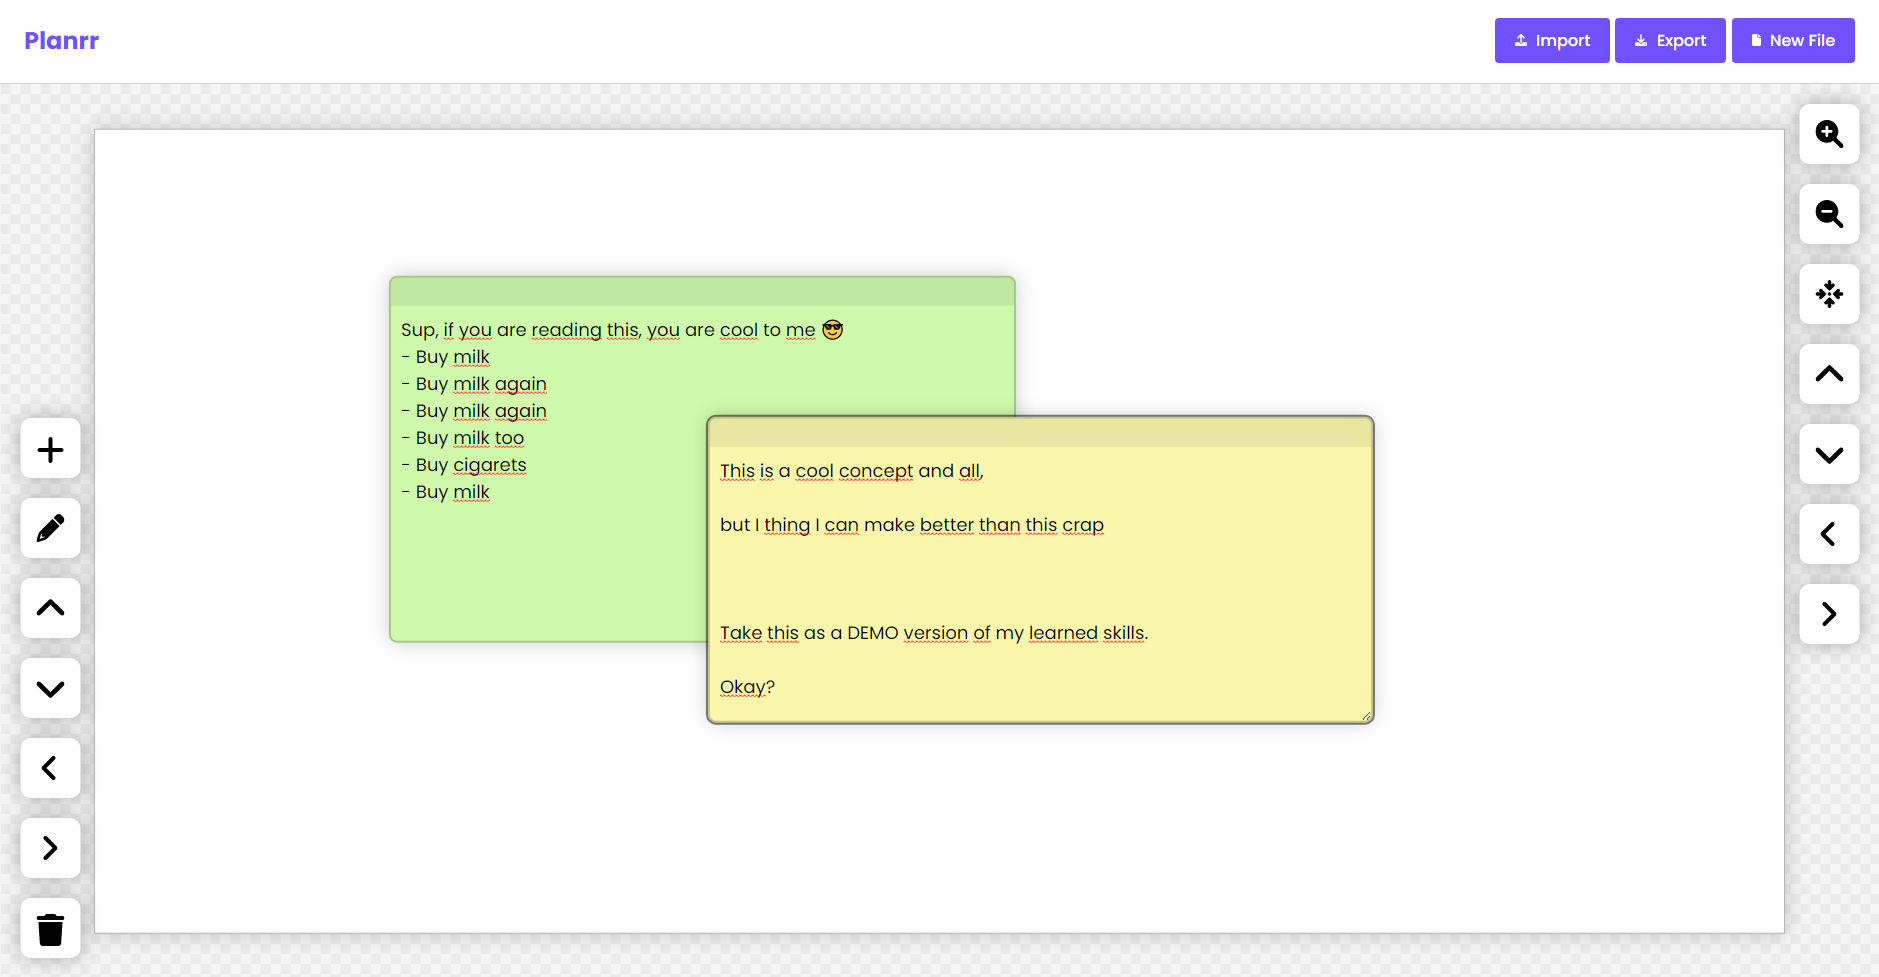 Planrr
Import
Export
New File
Sup, if you are reading this, you are cool to me 😎
- Buy milk
- Buy milk again
- Buy milk again
- Buy milk too
- Buy cigarets
- Buy milk
This is a cool concept and all,
but I thing I can make better than this crap
Take this as a DEMO version of my learned skills.
Okay?